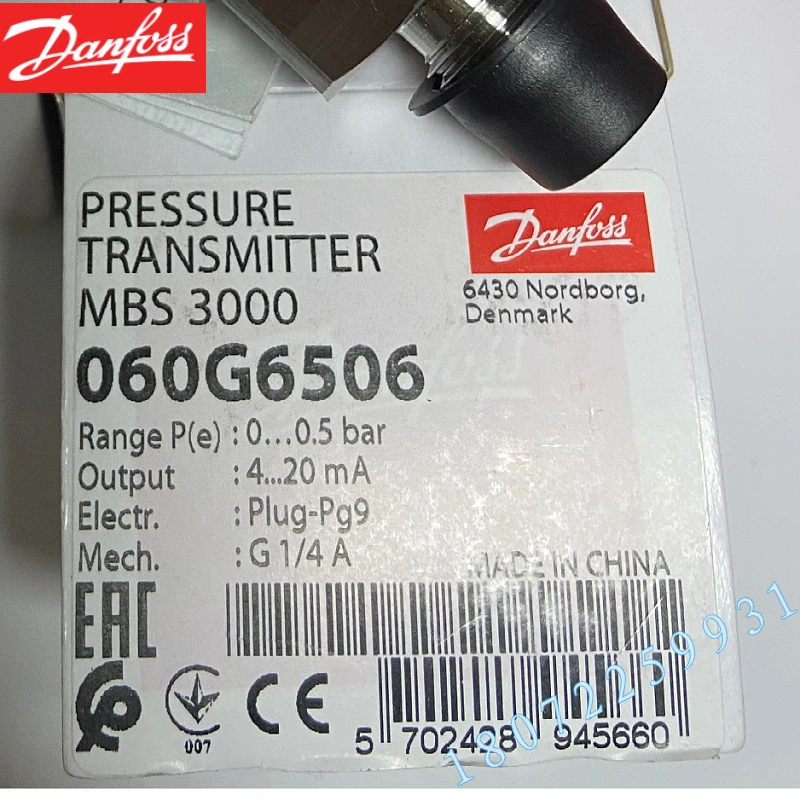 Danfoss
PRESSURE
TRANSMITTER
MBS 3000
060G6506
Range P(e) : 0...0.5 bar
Output : 4...20 mA
Electr. : Plug-Pg9
Mech. : G 1/4 A
Danfoss
6430 Nordborg,
Denmark
MADE IN CHINA
EAC
007
CE
5 702428 945660
18072259931